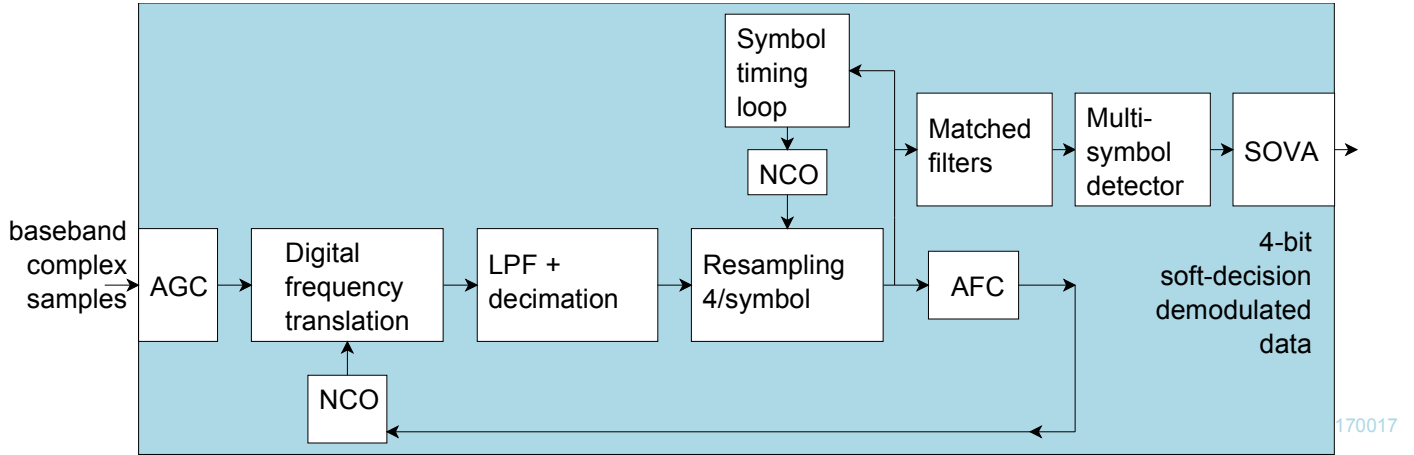 Symbol
timing
loop
NCO
Matched
filters
Multi-
symbol
detector
SOVA
baseband
complex
samples
AGC
Digital
frequency
translation
LPF +
decimation
Resampling
4/symbol
AFC
4-bit
soft-decision
demodulated
data
NCO
170017